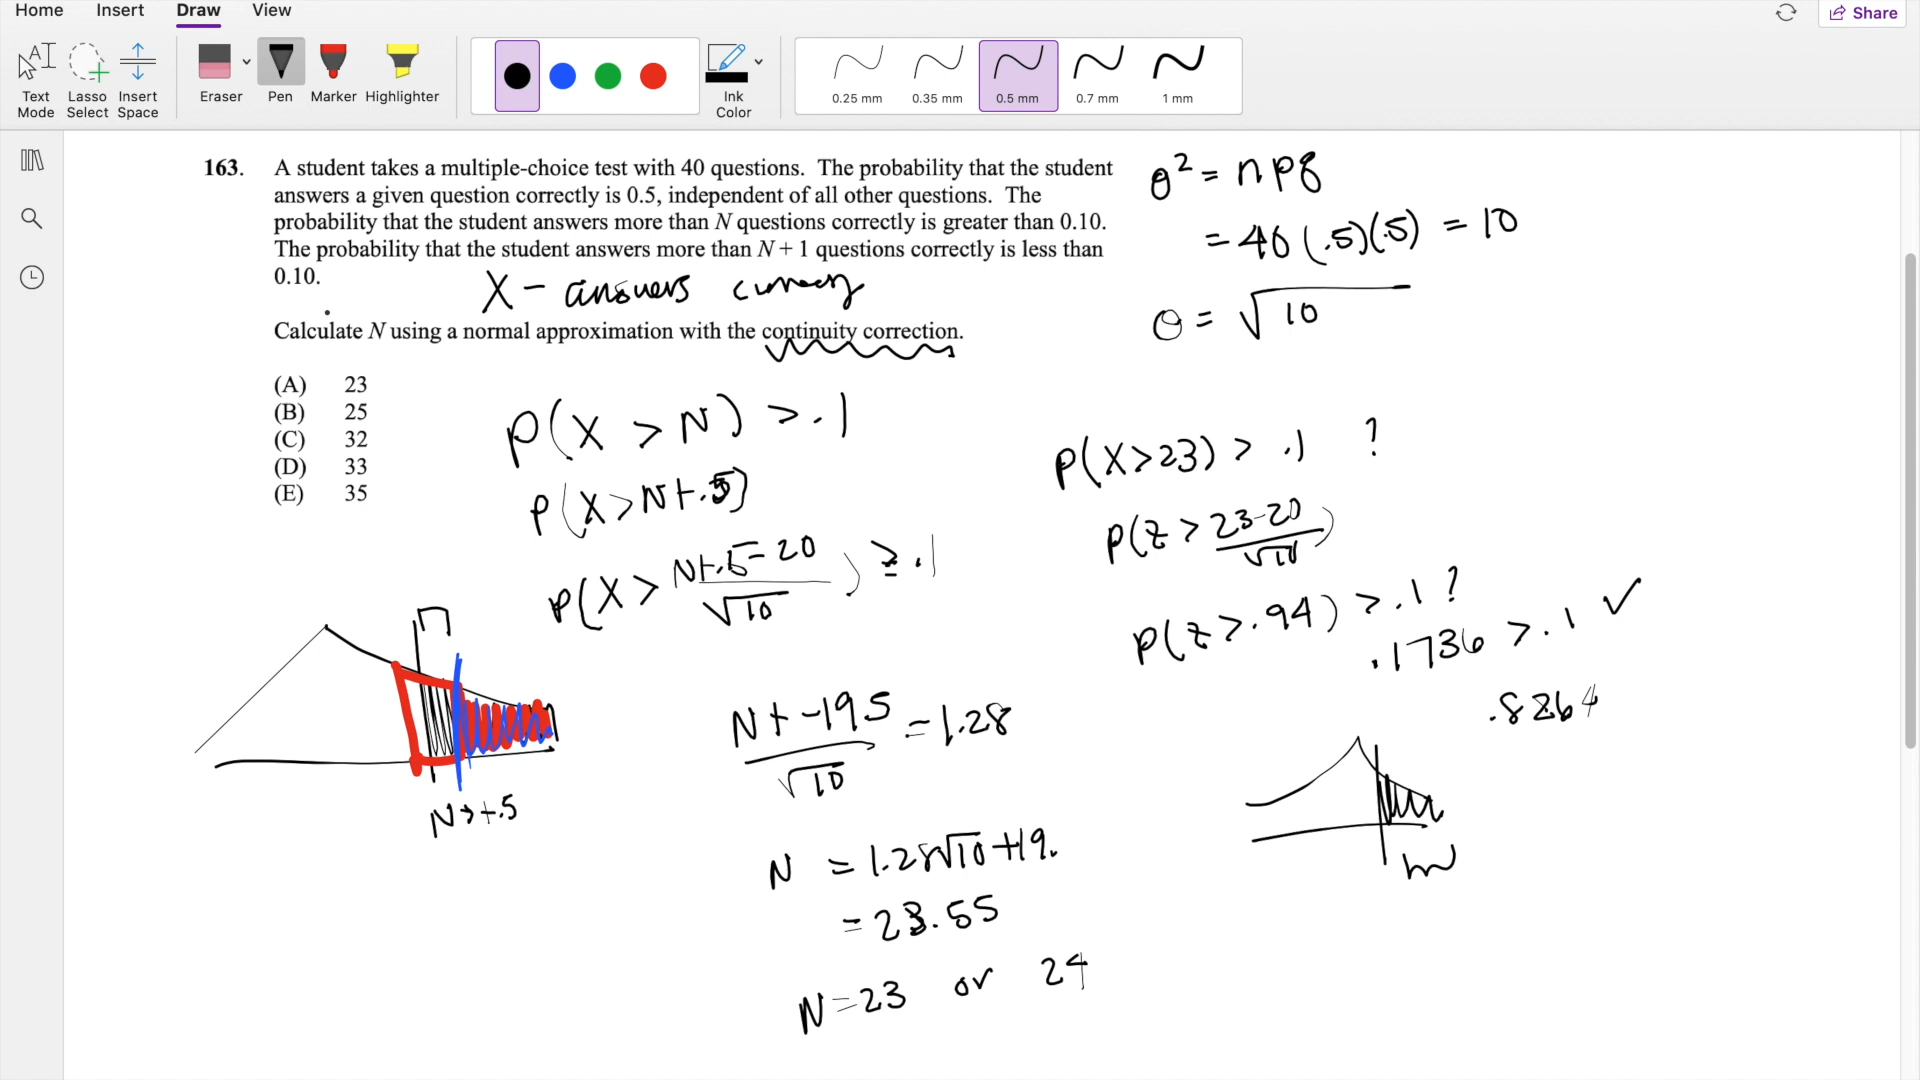 Home Insert Draw View Share
Text Mode Lasso Select Insert Space Eraser Pen Marker Highlighter Ink Color 0.25 mm 0.35 mm 0.5 mm 0.7 mm 1 mm
163. A student takes a multiple-choice test with 40 questions. The probability that the student
answers a given question correctly is 0.5, independent of all other questions. The
probability that the student answers more than N questions correctly is greater than 0.10.
The probability that the student answers more than N + 1 questions correctly is less than
0.10.
X - answers
Calculate N using a normal approximation with the continuity correction.
(A) 23
(B) 25
(C) 32
(D) 33
(E) 35
P(X > N) > .1
P(X > N+.5)
P(X > N+.5-20 / √10) ≥ .1
N>+.5
N+-19.5 / √10 = 1.28
N = 1.28√10+19.
= 23.55
N=23 or 24
σ² = npq
= 40(.5)(.5) = 10
σ = √10
P(X>23) > .1 ?
P(z > 23-20 / √10)
P(z > .94) > .1 ?
.1736 > .1 ✓
.8264